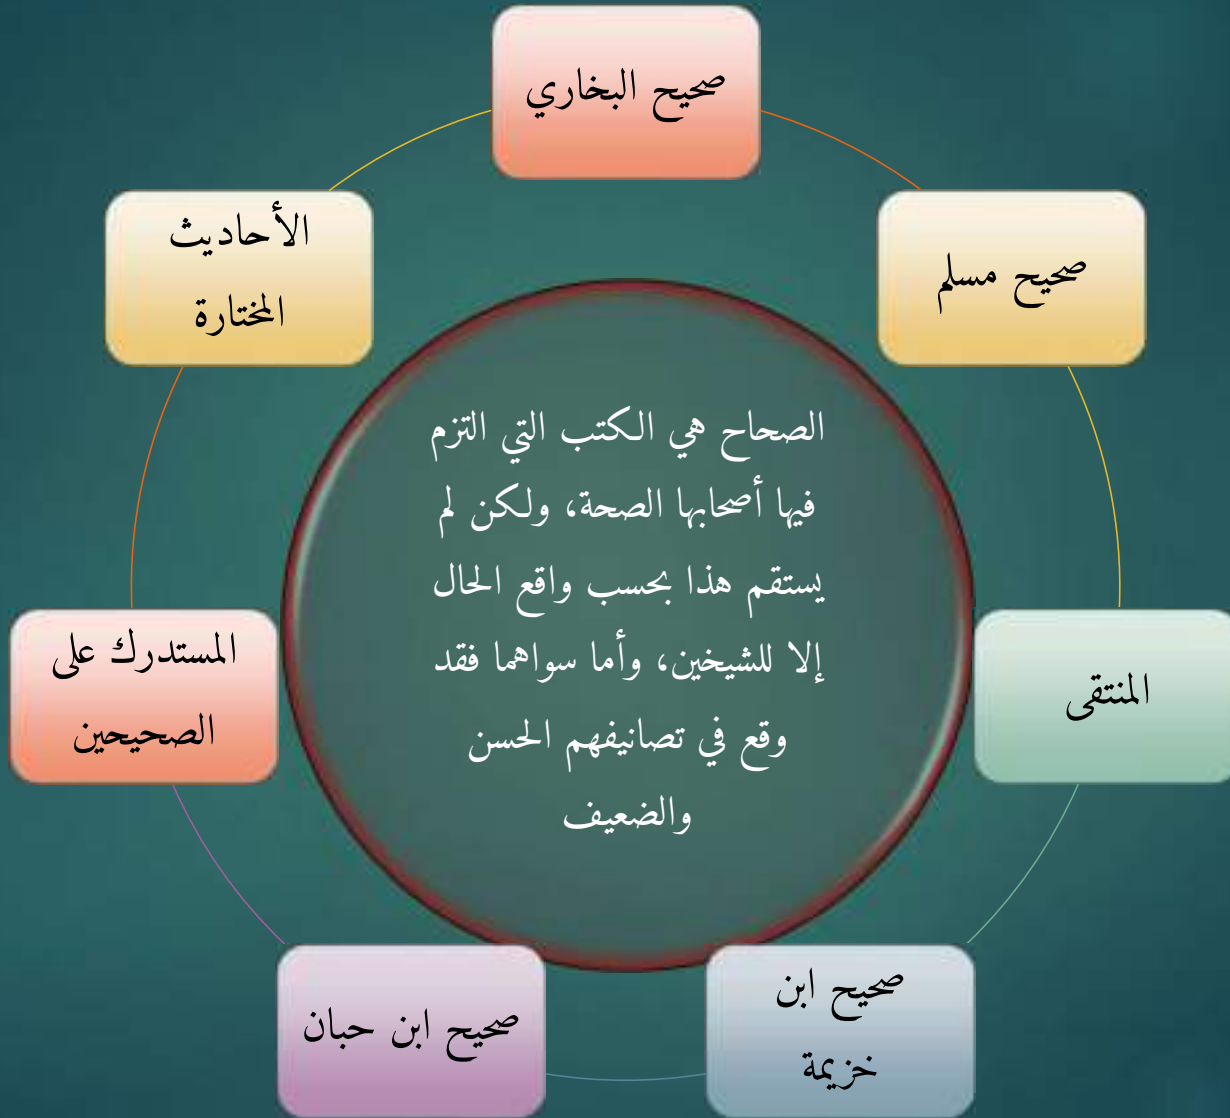 صحيح البخاري
صحيح مسلم
المنتقى
صحيح ابن
خزيمة
صحيح ابن حبان
المستدرك على
الصحيحين
الأحاديث
المختارة
الصحاح هي الكتب التي التزم
فيها أصحابها الصحة، ولكن لم
يستقم هذا بحسب واقع الحال
إلا للشيخين، وأما سواهما فقد
وقع في تصانيفهم الحسن
والضعيف